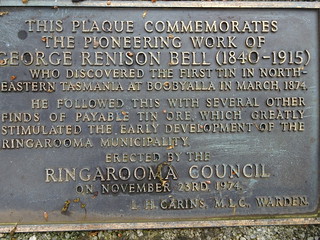 THIS PLAQUE COMMEMORATES
THE PIONEERING WORK OF
GEORGE RENISON BELL (1840-1915)
WHO DISCOVERED THE FIRST TIN IN NORTH-
EASTERN TASMANIA AT BOOBYALLA IN MARCH 1874.
HE FOLLOWED THIS WITH SEVERAL OTHER
FINDS OF PAYABLE TIN ORE WHICH GREATLY
STIMULATED THE EARLY DEVELOPMENT OF THE
RINGAROOMA MUNICIPALITY.
ERECTED BY THE
RINGAROOMA COUNCIL
ON NOVEMBER 23RD 1974.
L H CARINS, M.L.C. WARDEN.